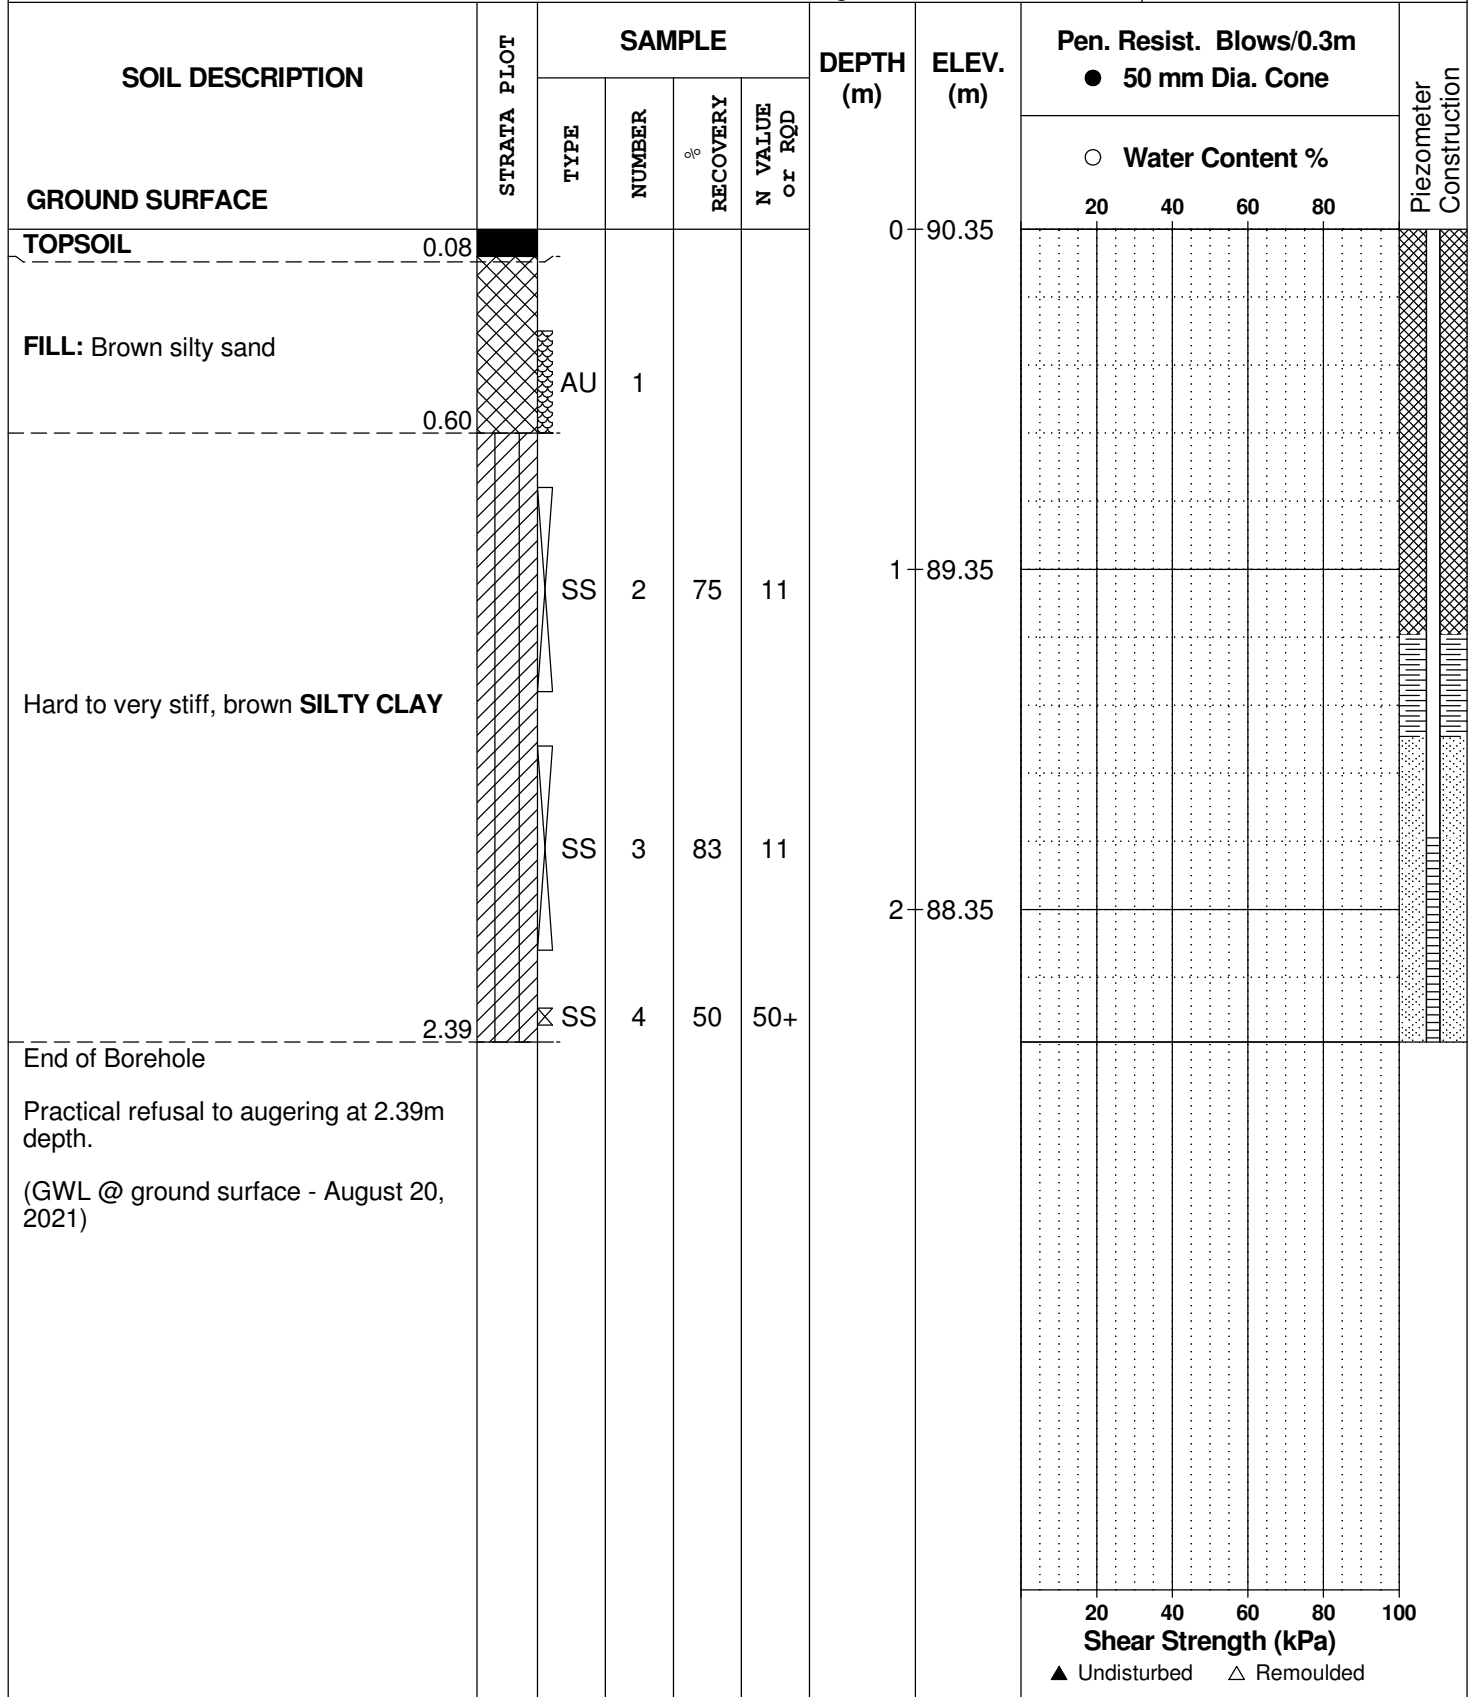 SOIL DESCRIPTION
GROUND SURFACE
STRATA PLOT
SAMPLE
TYPE
NUMBER
%
RECOVERY
N VALUE
or RQD
DEPTH
(m)
ELEV.
(m)
Pen. Resist. Blows/0.3m
● 50 mm Dia. Cone
○ Water Content %
20 40 60 80
Piezometer
Construction
TOPSOIL 0.08
0 90.35
FILL: Brown silty sand
AU 1
0.60
1 89.35
SS 2 75 11
Hard to very stiff, brown SILTY CLAY
SS 3 83 11
2 88.35
SS 4 50 50+
2.39
End of Borehole
Practical refusal to augering at 2.39m
depth.
(GWL @ ground surface - August 20,
2021)
20 40 60 80 100
Shear Strength (kPa)
▲ Undisturbed △ Remoulded